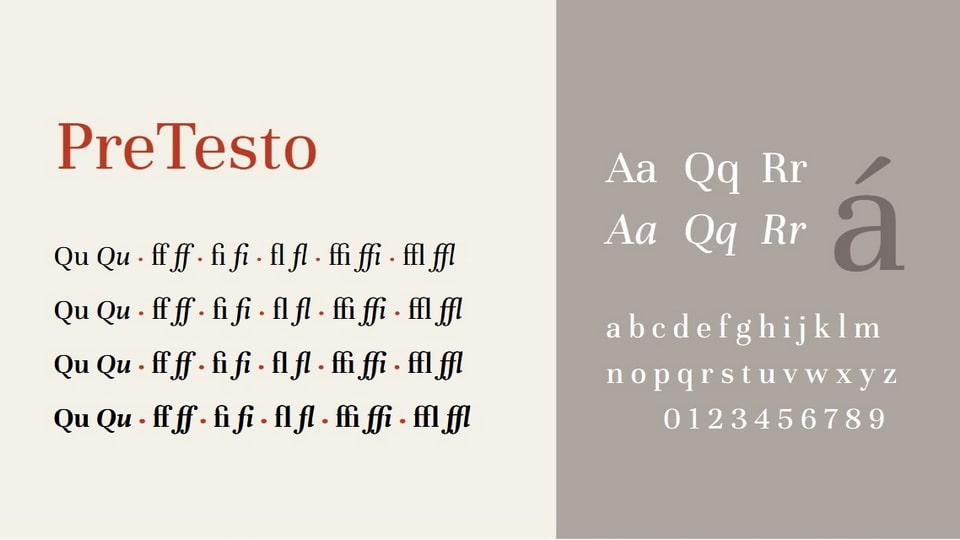 PreTesto
Qu Qu · ff ff · fi fi · fl fl · ffi ffi · ffl ffl
Qu Qu · ff ff · fi fi · fl fl · ffi ffi · ffl ffl
Qu Qu · ff ff · fi fi · fl fl · ffi ffi · ffl ffl
Qu Qu · ff ff · fi fi · fl fl · ffi ffi · ffl ffl
Aa Qq Rr
Aa Qq Rr
á
a b c d e f g h i j k l m
n o p q r s t u v w x y z
0 1 2 3 4 5 6 7 8 9